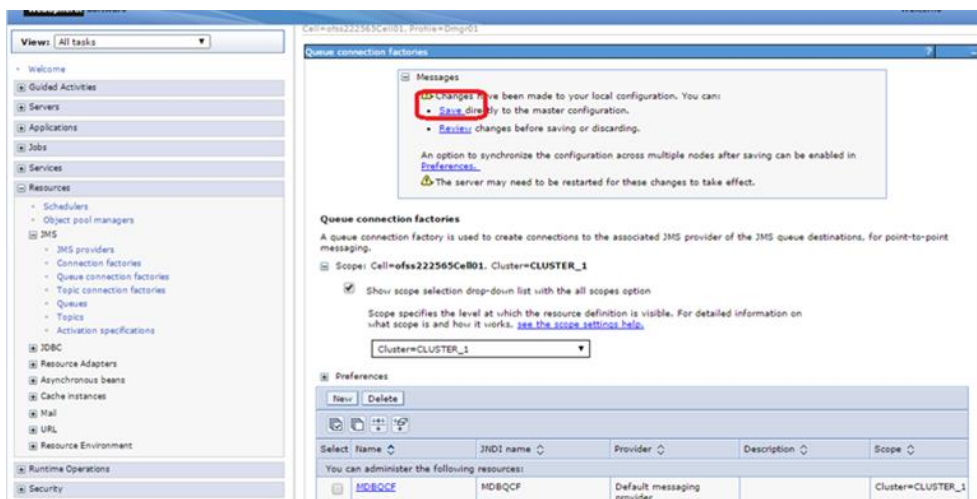 Welcome
Cell=ofss222565Cell01, Profile=Dmgr01
View: All tasks
Welcome
Guided Activities
Servers
Applications
Jobs
Services
Resources
Schedulers
Object pool managers
JMS
JMS providers
Connection factories
Queue connection factories
Topic connection factories
Queues
Topics
Activation specifications
JDBC
Resource Adapters
Asynchronous beans
Cache instances
Mail
URL
Resource Environment
Runtime Operations
Security
Queue connection factories ? -
Messages
Changes have been made to your local configuration. You can:
Save directly to the master configuration.
Review changes before saving or discarding.
An option to synchronize the configuration across multiple nodes after saving can be enabled in
Preferences.
The server may need to be restarted for these changes to take effect.
Queue connection factories
A queue connection factory is used to create connections to the associated JMS provider of the JMS queue destinations, for point-to-point
messaging.
Scope: Cell=ofss222565Cell01, Cluster=CLUSTER_1
Show scope selection drop-down list with the all scopes option
Scope specifies the level at which the resource definition is visible. For detailed information on
what scope is and how it works, see the scope settings help.
Cluster=CLUSTER_1
Preferences
New Delete
Select Name JNDI name Provider Description Scope
You can administer the following resources:
MDBQCF MDBQCF Default messaging Cluster=CLUSTER_1
provider